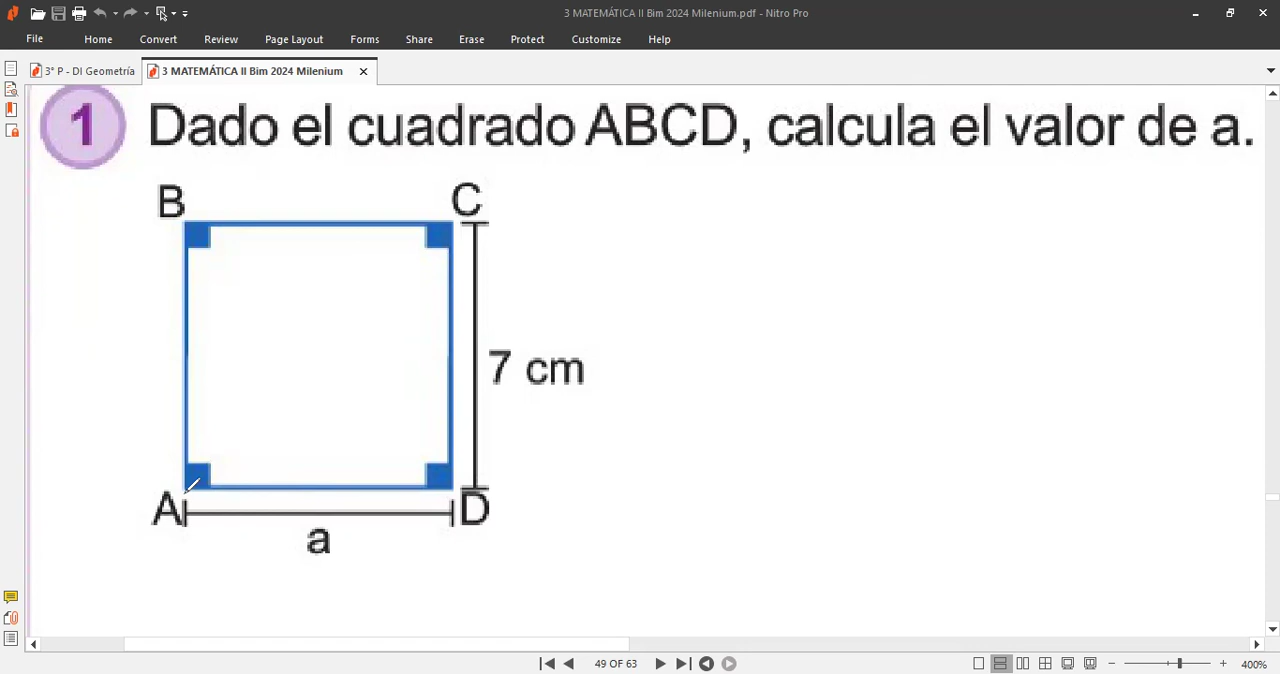 3 MATEMÁTICA II Bim 2024 Milenium.pdf - Nitro Pro
File Home Convert Review Page Layout Forms Share Erase Protect Customize Help
3° P - DI Geometría 3 MATEMÁTICA II Bim 2024 Milenium
1 Dado el cuadrado ABCD, calcula el valor de a.
B C
7 cm
A D
a
49 OF 63 400%